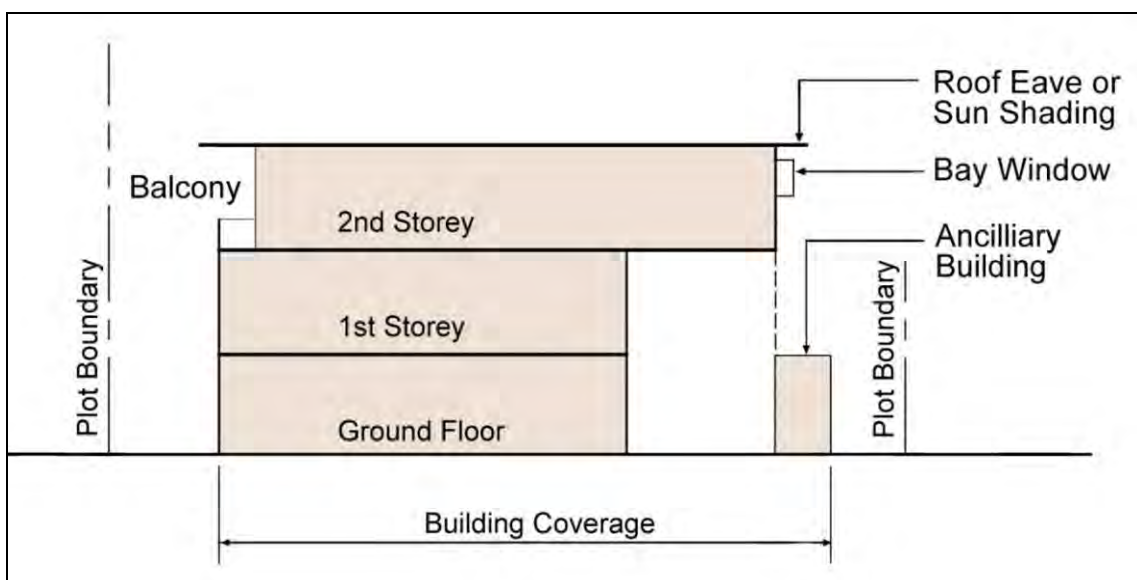 Roof Eave or
Sun Shading
Bay Window
Balcony
2nd Storey
Ancilliary
Building
Plot Boundary
1st Storey
Plot Boundary
Ground Floor
Building Coverage